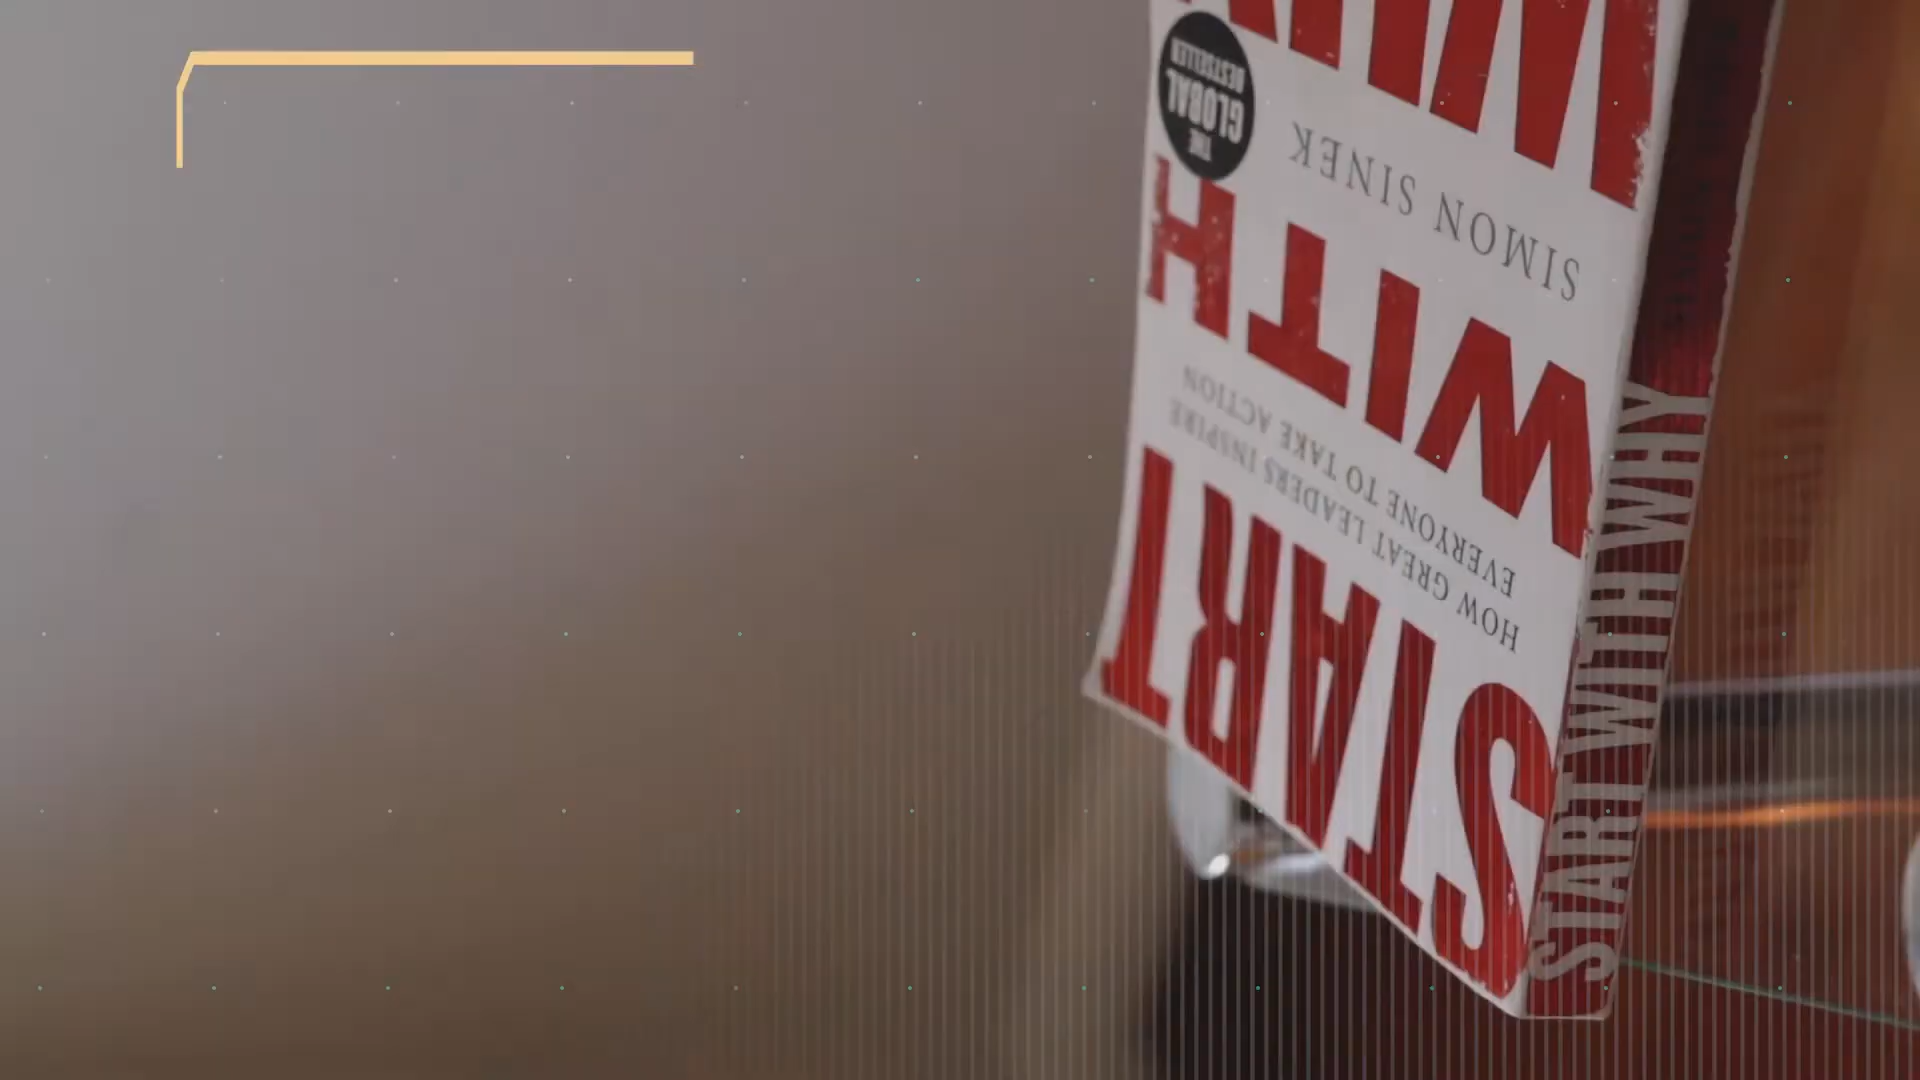 START
HOW GREAT LEADERS INSPIRE
EVERYONE TO TAKE ACTION
WITH
SIMON SINEK
THE
GLOBAL
BESTSELLER
WHY
START WITH WHY